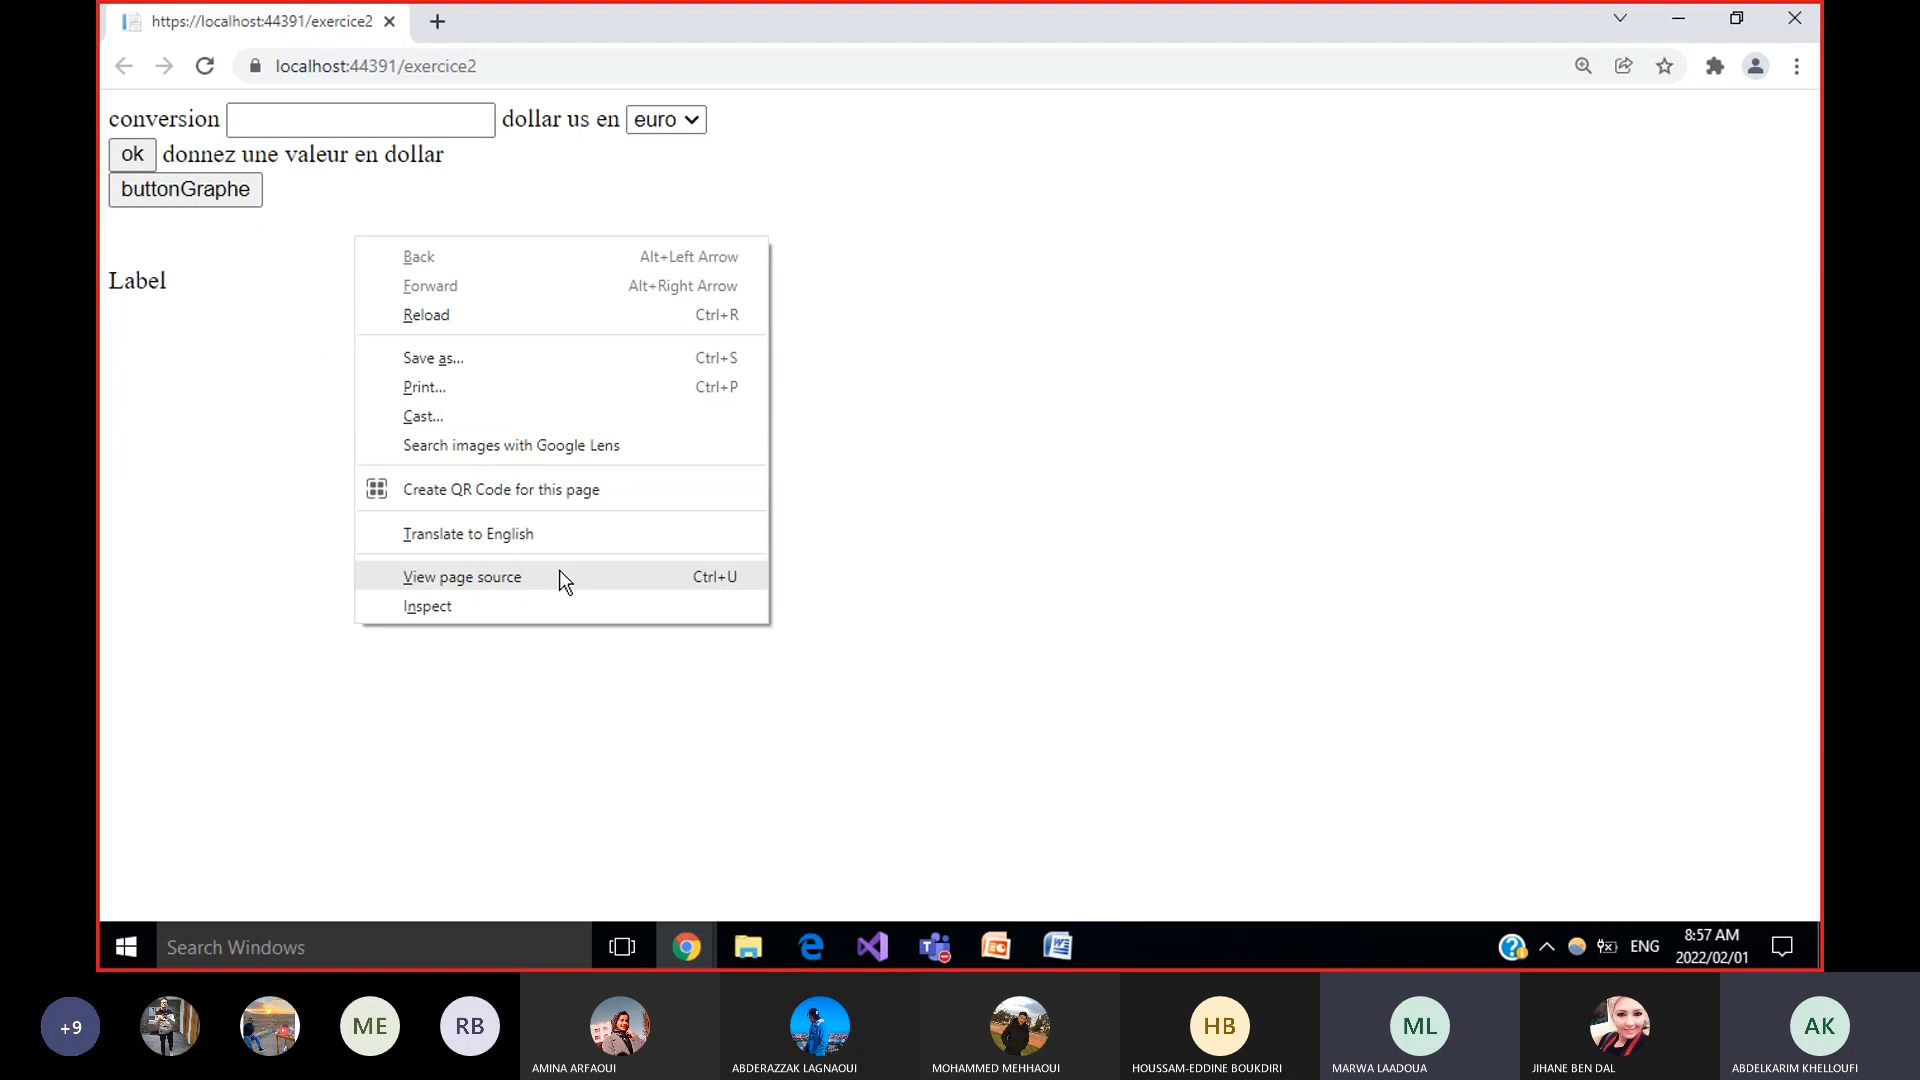 https://localhost:44391/exercice2
localhost:44391/exercice2
conversion dollar us en euro
ok donnez une valeur en dollar
buttonGraphe
Label
Back Alt+Left Arrow
Forward Alt+Right Arrow
Reload Ctrl+R
Save as... Ctrl+S
Print... Ctrl+P
Cast...
Search images with Google Lens
Create QR Code for this page
Translate to English
View page source Ctrl+U
Inspect
Search Windows
ENG
8:57 AM
2022/02/01
+9
ME
RB
HB
ML
AK
AMINA ARFAOUI
ABDERAZZAK LAGNAOUI
MOHAMMED MEHHAOUI
HOUSSAM-EDDINE BOUKDIRI
MARWA LAADOUA
JIHANE BEN DAL
ABDELKARIM KHELLOUFI